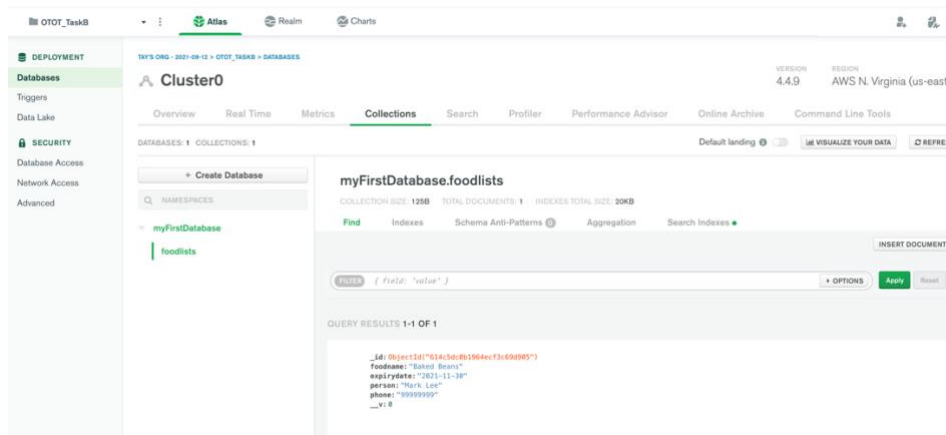 OTOT_TaskB Atlas Realm Charts
DEPLOYMENT
Databases
Triggers
Data Lake
SECURITY
Database Access
Network Access
Advanced
TAY'S ORG - 2021-09-12 > OTOT_TASKB > DATABASES
Cluster0
VERSION
4.4.9
REGION
AWS N. Virginia (us-east
Overview Real Time Metrics Collections Search Profiler Performance Advisor Online Archive Command Line Tools
DATABASES: 1 COLLECTIONS: 1
Default landing
VISUALIZE YOUR DATA
REFRE
+ Create Database
NAMESPACES
myFirstDatabase
foodlists
myFirstDatabase.foodlists
COLLECTION SIZE: 125B TOTAL DOCUMENTS: 1 INDEXES TOTAL SIZE: 20KB
Find Indexes Schema Anti-Patterns 0 Aggregation Search Indexes
INSERT DOCUMENT
FILTER { field: 'value' }
OPTIONS Apply Reset
QUERY RESULTS 1-1 OF 1
_id:
foodname: "Baked Beans"
expirydate: "2021-11-30"
person: "Mark Lee"
phone: "99999999"
__v: 0